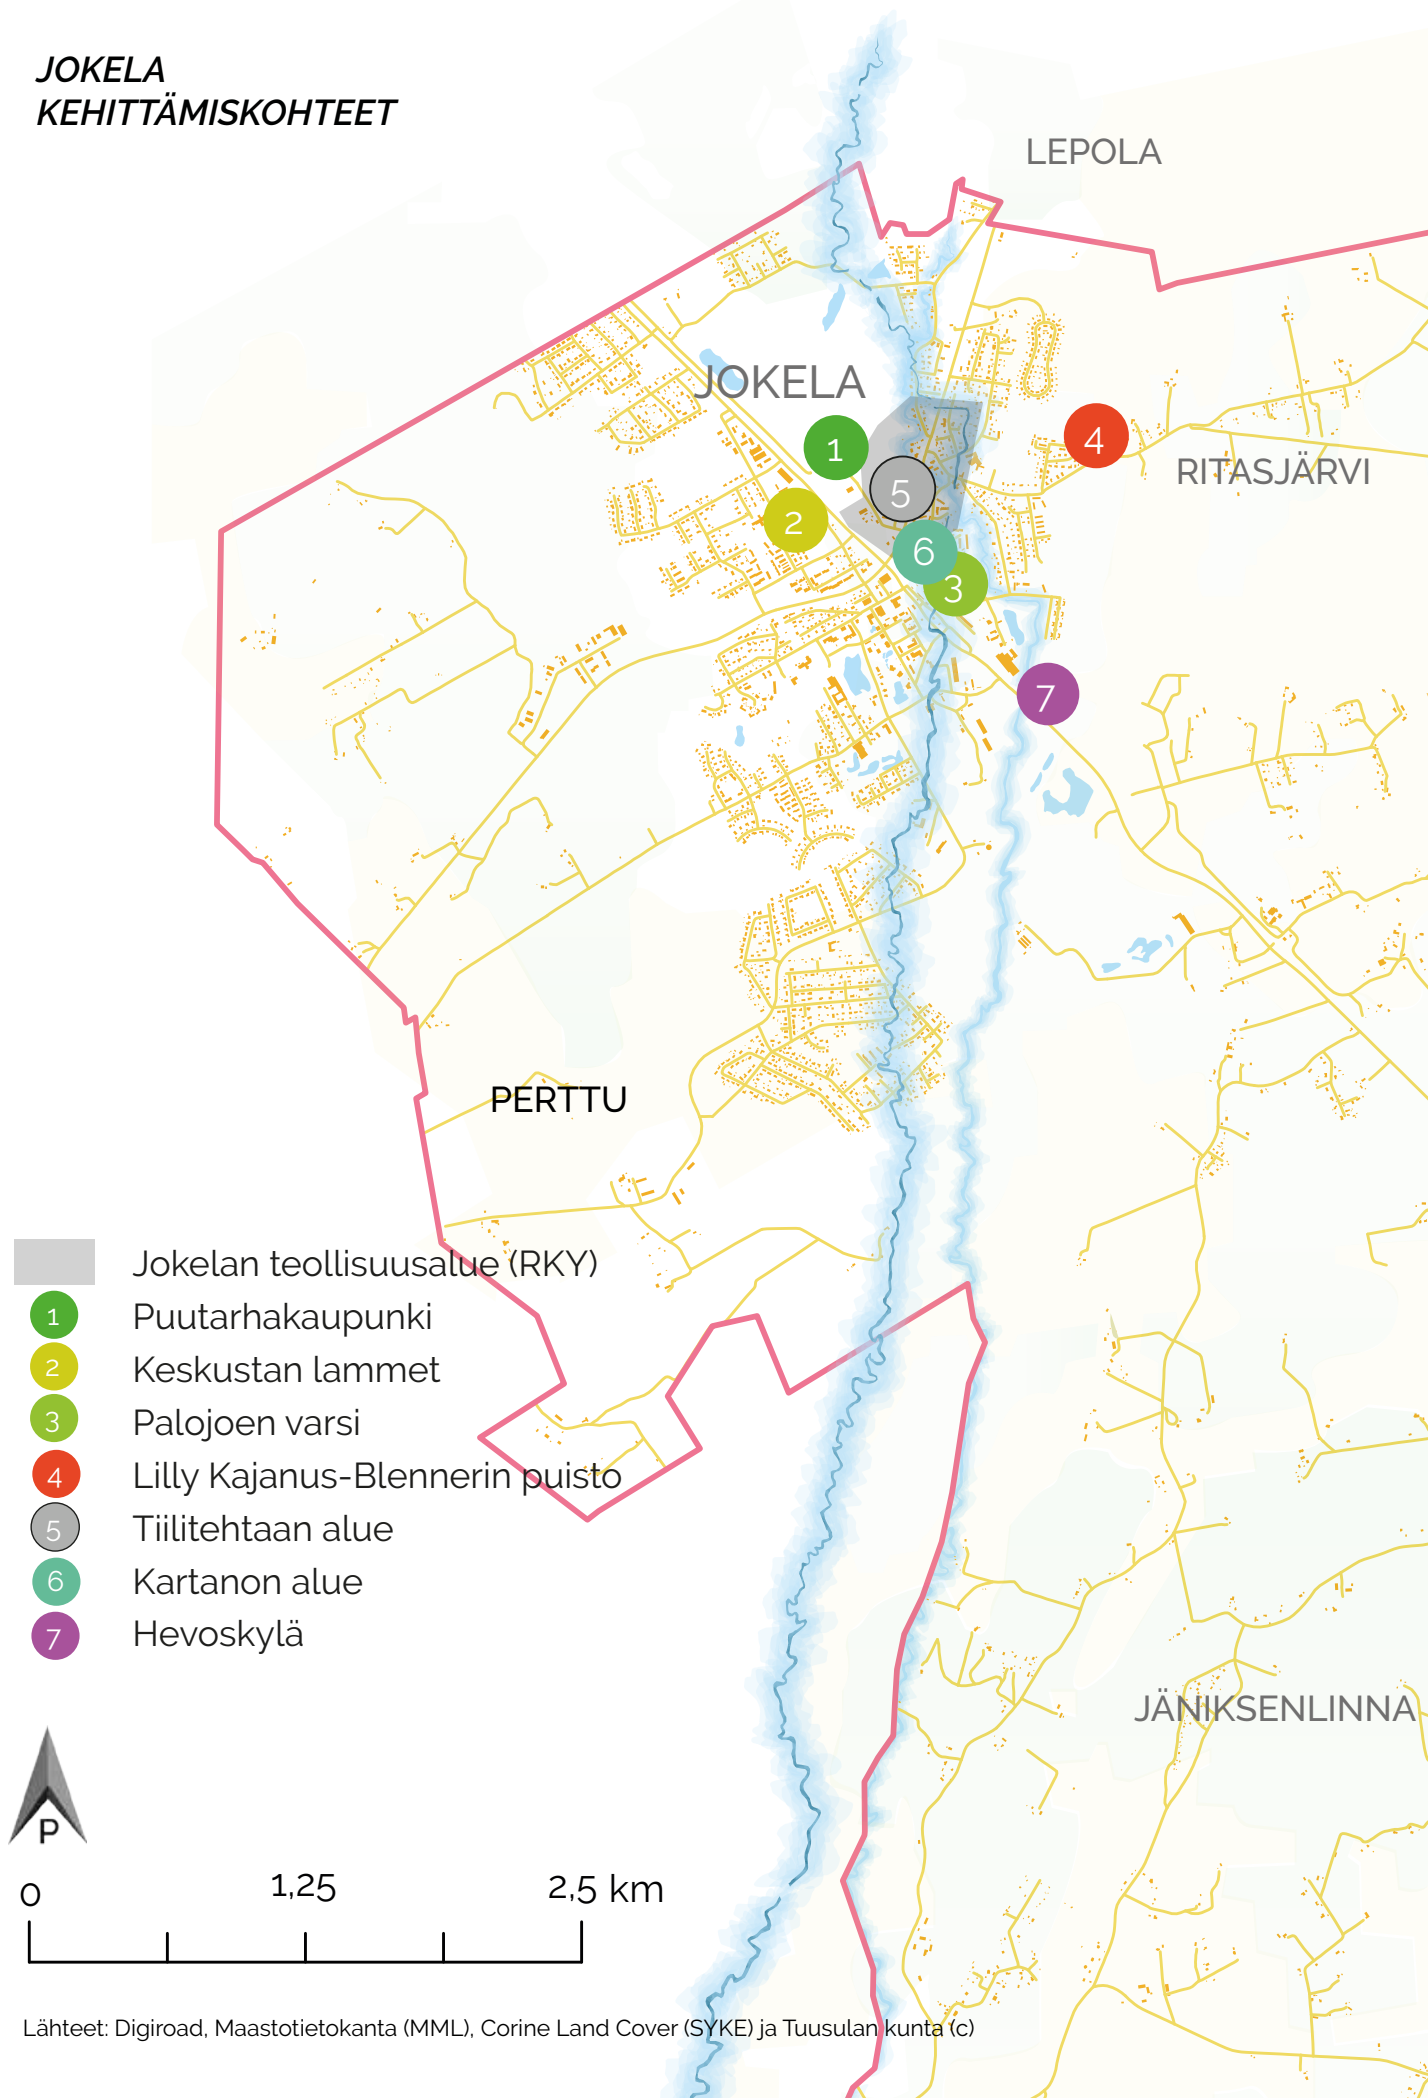 JOKELA
KEHITTÄMISKOHTEET
LEPOLA
JOKELA
1
4
RITASJÄRVI
5
2
6
3
7
PERTTU
Jokelan teollisuusalue (RKY)
1 Puutarhakaupunki
2 Keskustan lammet
3 Palojoen varsi
4 Lilly Kajanus-Blennerin puisto
5 Tiilitehtaan alue
6 Kartanon alue
7 Hevoskylä
JÄNIKSENLINNA
P
0 1,25 2,5 km
Lähteet: Digiroad, Maastotietokanta (MML), Corine Land Cover (SYKE) ja Tuusulan kunta (c)